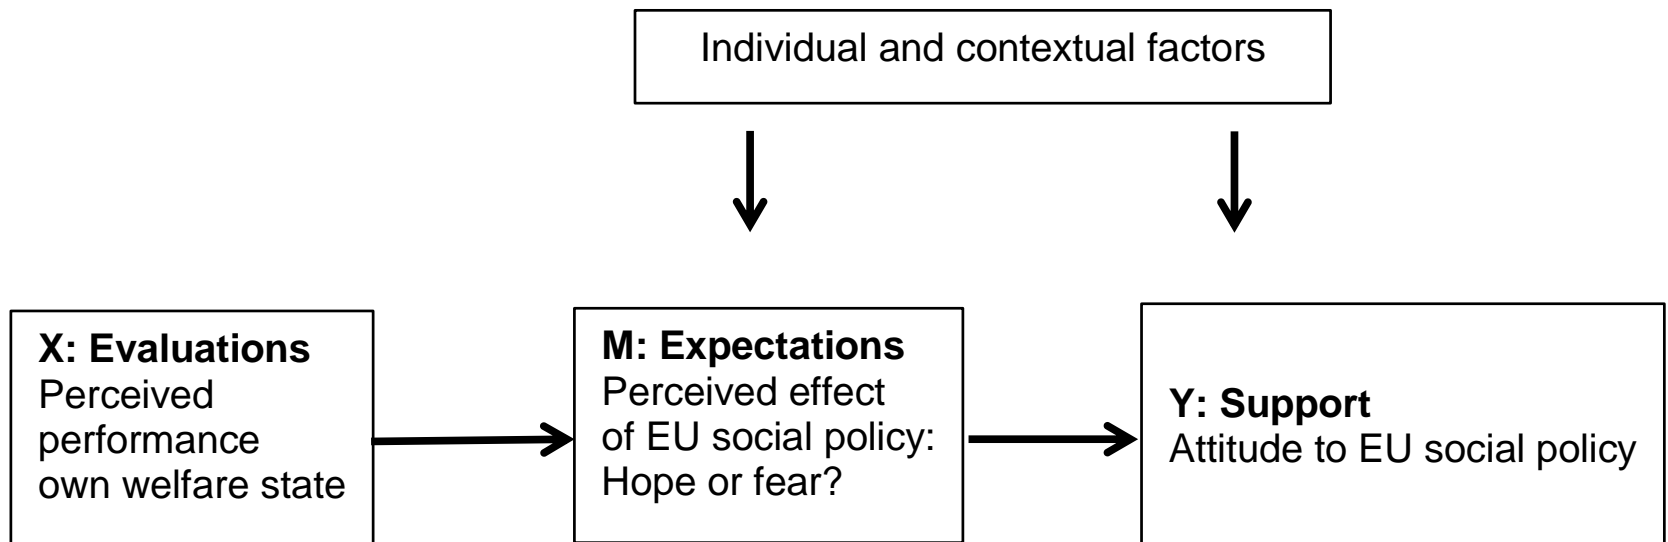 Individual and contextual factors
X: Evaluations
Perceived
performance
own welfare state
M: Expectations
Perceived effect
of EU social policy:
Hope or fear?
Y: Support
Attitude to EU social policy